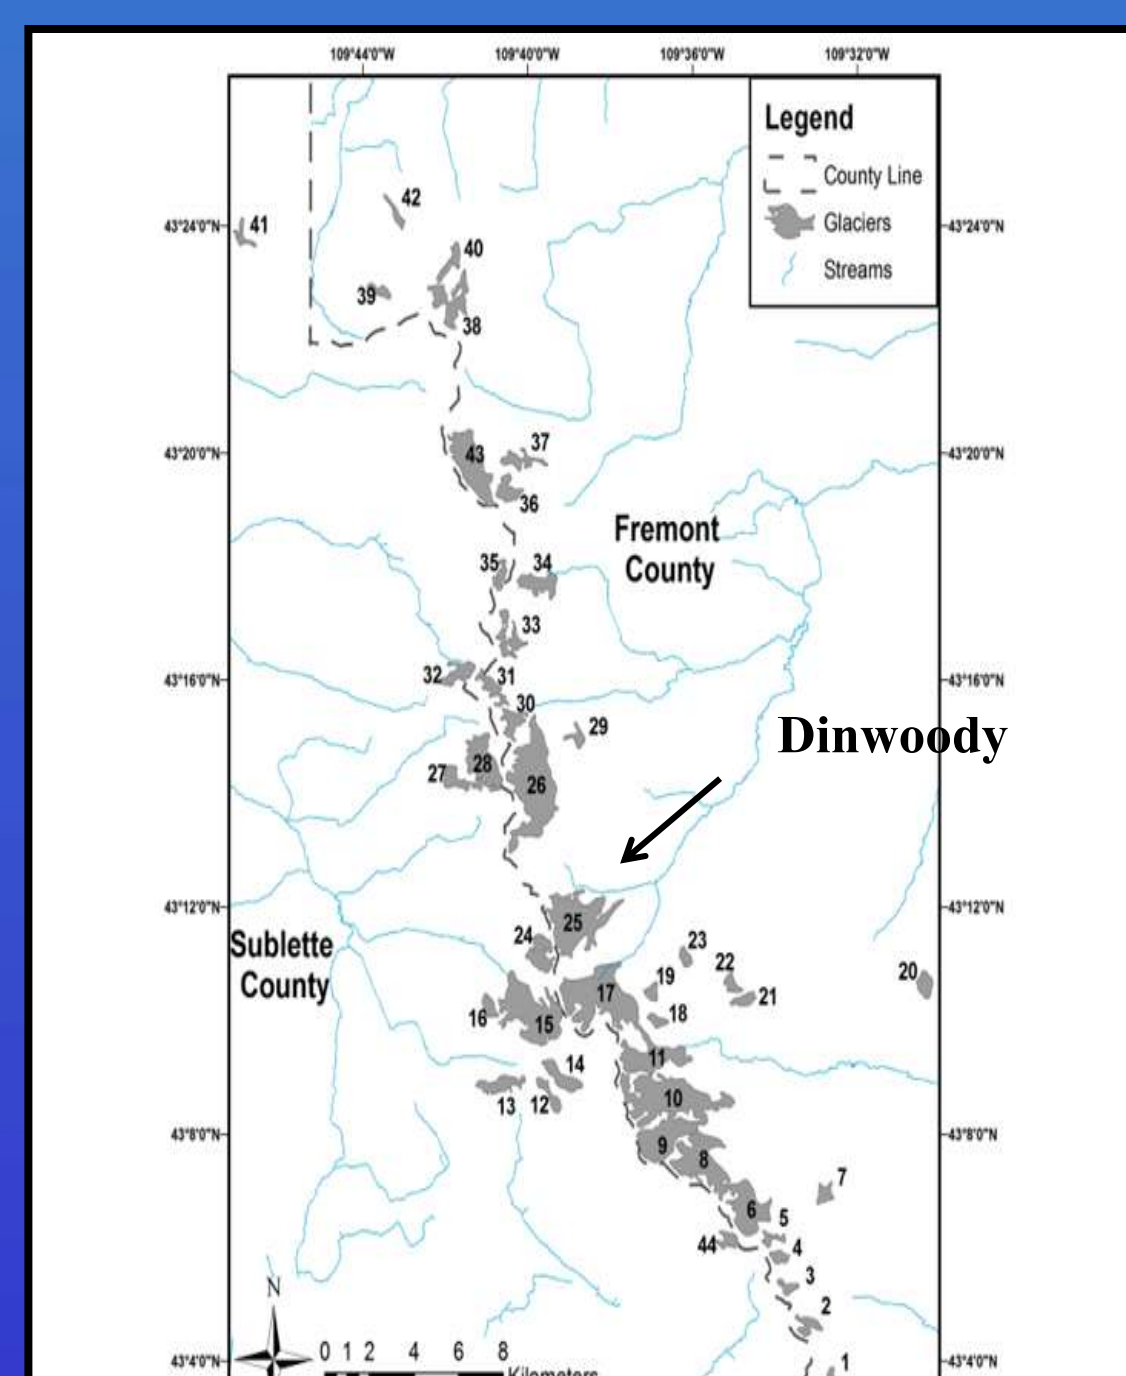 109°44'0"W 109°40'0"W 109°36'0"W 109°32'0"W
Legend
County Line
Glaciers
Streams
42
41
43°24'0"N 43°24'0"N
40
39
38
37
43°20'0"N 43 43°20'0"N
36
Fremont
County
35 34
33
32 31
43°16'0"N 43°16'0"N
30
29
Dinwoody
28
27
26
43°12'0"N 43°12'0"N
25
24
23
Sublette
County
22
20
19
21
17
18
16
15
11
14
13 12
10
43°8'0"N 43°8'0"N
9
8
7
6
5
44
4
3
2
N
0 1 2 4 6 8
Kilometers
43°4'0"N 43°4'0"N
1